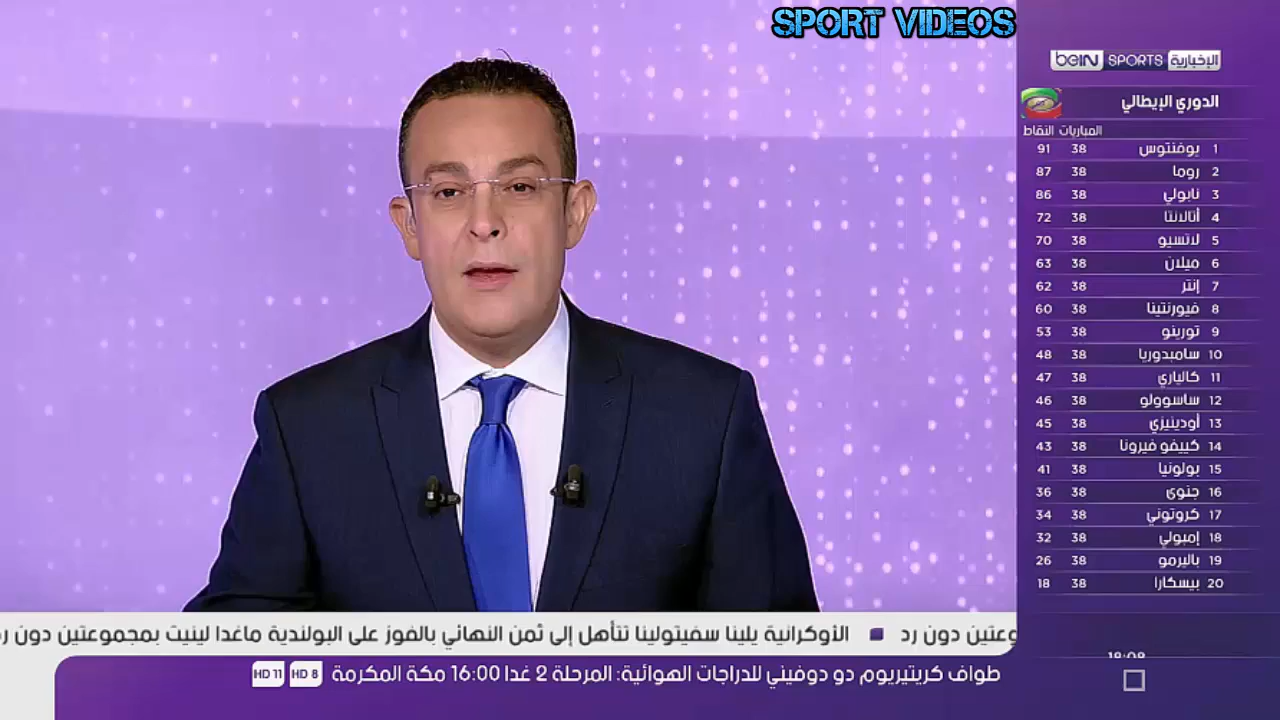 SPORT VIDEOS
beIN SPORTS الإخبارية
الدوري الإيطالي
المباريات النقاط
1 يوفنتوس 38 91
2 روما 38 87
3 نابولي 38 86
4 أتالانتا 38 72
5 لاتسيو 38 70
6 ميلان 38 63
7 إنتر 38 62
8 فيورنتينا 38 60
9 تورينو 38 53
10 سامبدوريا 38 48
11 كالياري 38 47
12 ساسوولو 38 46
13 أودينيزي 38 45
14 كييفو فيرونا 38 43
15 بولونيا 38 41
16 جنوى 38 36
17 كروتوني 38 34
18 إمبولي 38 32
19 باليرمو 38 26
20 بيسكارا 38 18
وعتين دون رد ■ الأوكرانية يلينا سفيتولينا تتأهل إلى ثمن النهائي بالفوز على البولندية ماغدا لينيت بمجموعتين دون
طواف كريتيريوم دو دوفيني للدراجات الهوائية: المرحلة 2 غدا 16:00 مكة المكرمة HD 8 HD 11